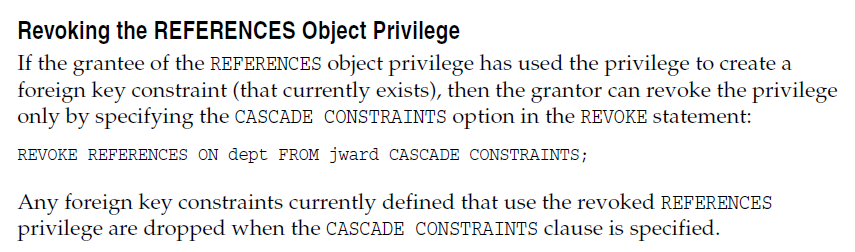 Revoking the REFERENCES Object Privilege
If the grantee of the REFERENCES object privilege has used the privilege to create a
foreign key constraint (that currently exists), then the grantor can revoke the privilege
only by specifying the CASCADE CONSTRAINTS option in the REVOKE statement:
REVOKE REFERENCES ON dept FROM jward CASCADE CONSTRAINTS;
Any foreign key constraints currently defined that use the revoked REFERENCES
privilege are dropped when the CASCADE CONSTRAINTS clause is specified.